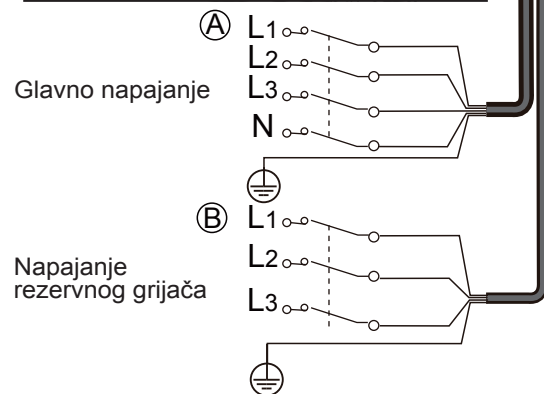 Ⓐ L1
L2
Glavno napajanje L3
N
Ⓑ L1
Napajanje L2
rezervnog grijača
L3